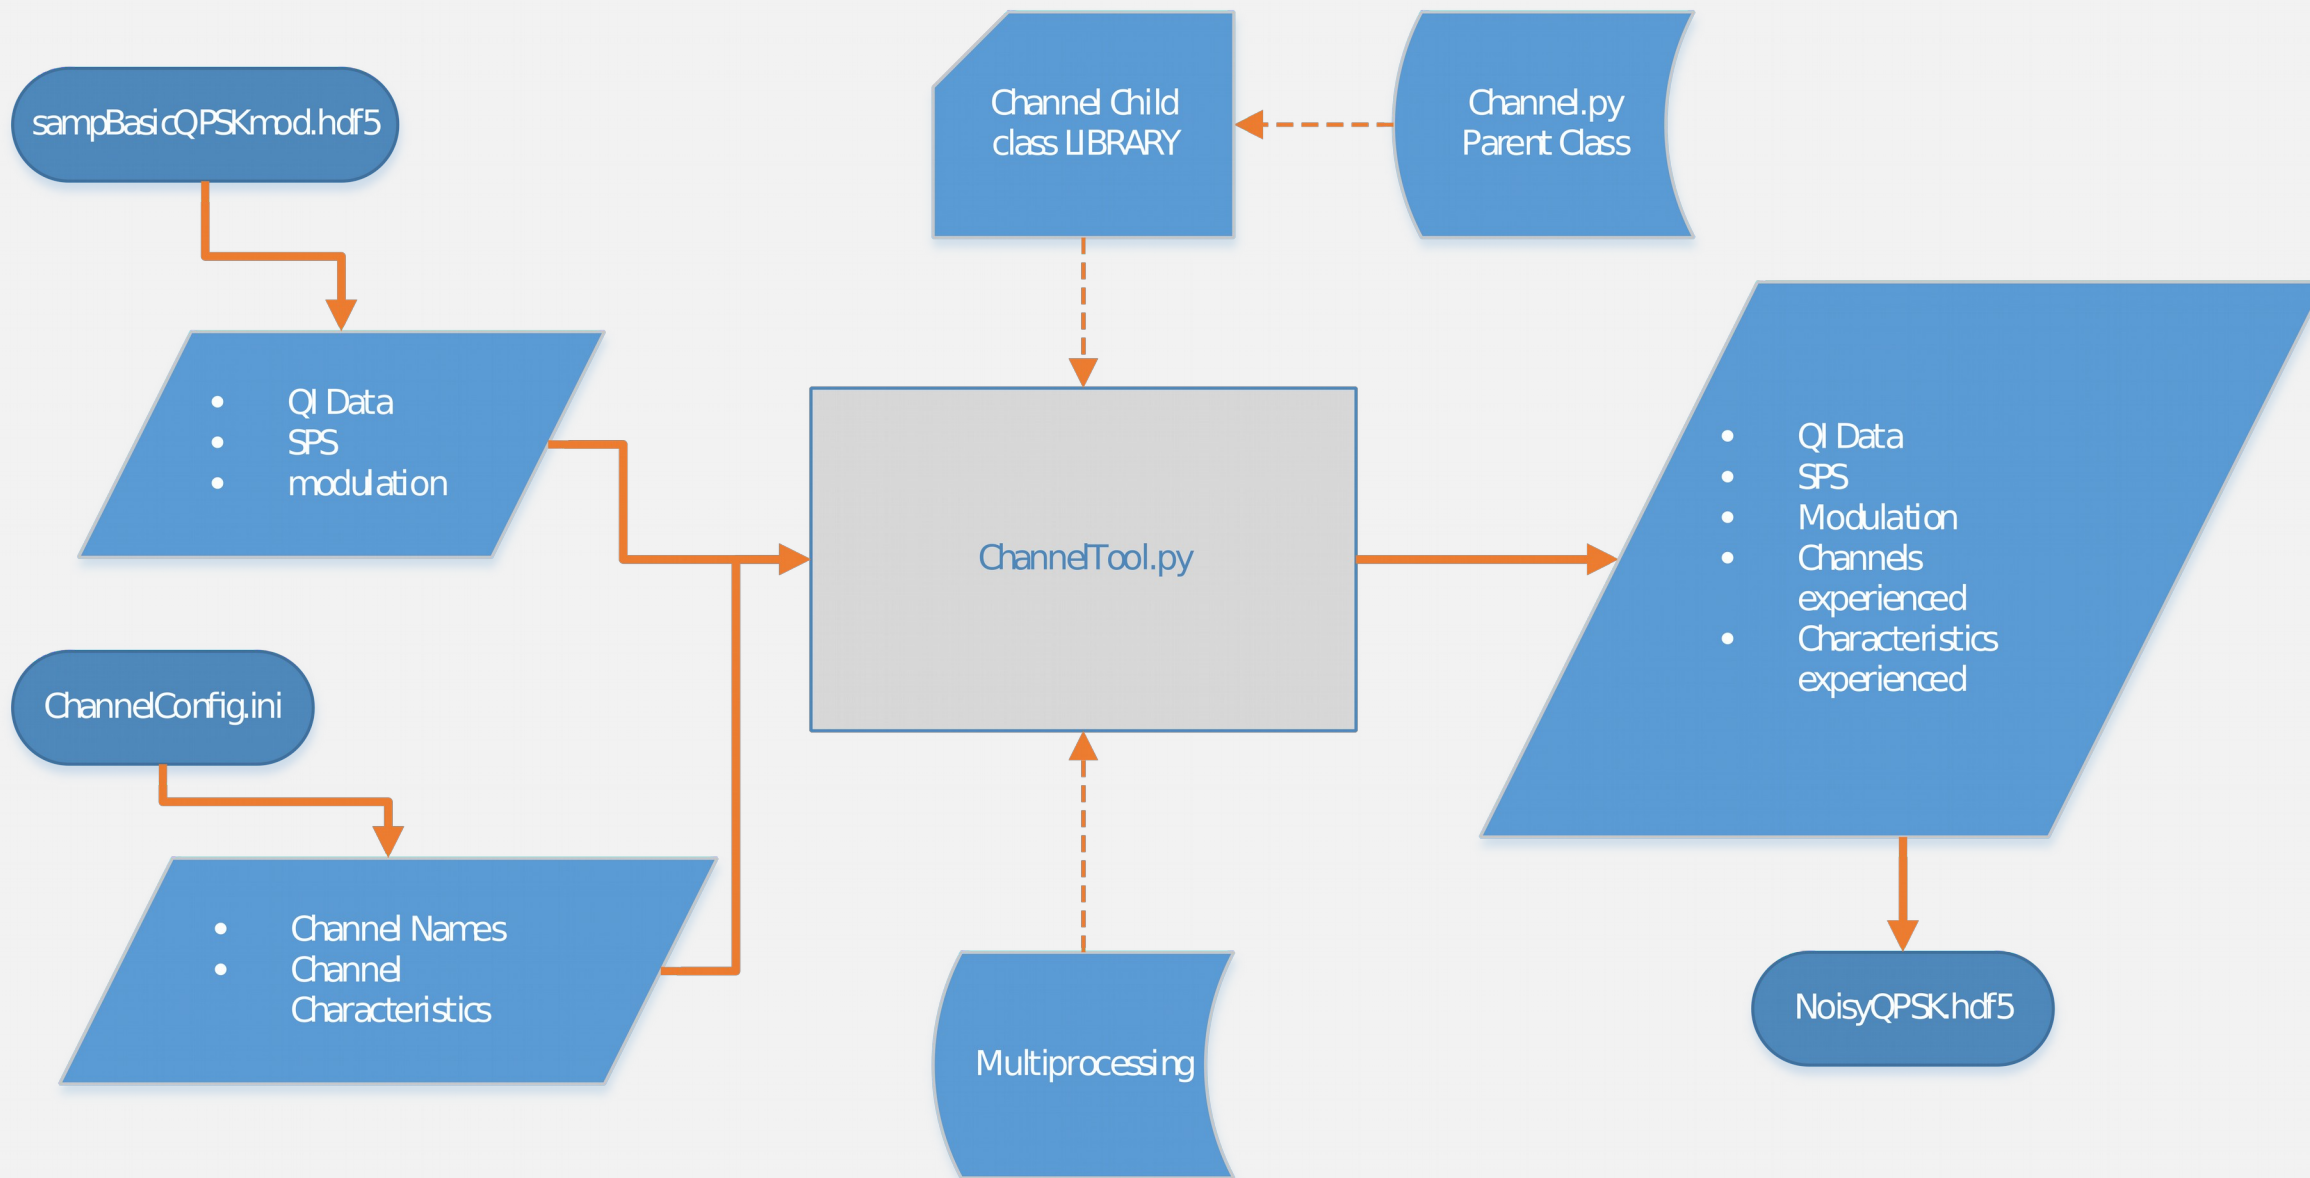 sampBasicQPSKmod.hdf5
Channel Child
class LIBRARY
Channel.py
Parent Class
• QI Data
• SPS
• modulation
ChannelTool.py
• QI Data
• SPS
• Modulation
• Channels
experienced
• Characteristics
experienced
ChannelConfig.ini
• Channel Names
• Channel
Characteristics
Multiprocessing
NoisyQPSK.hdf5